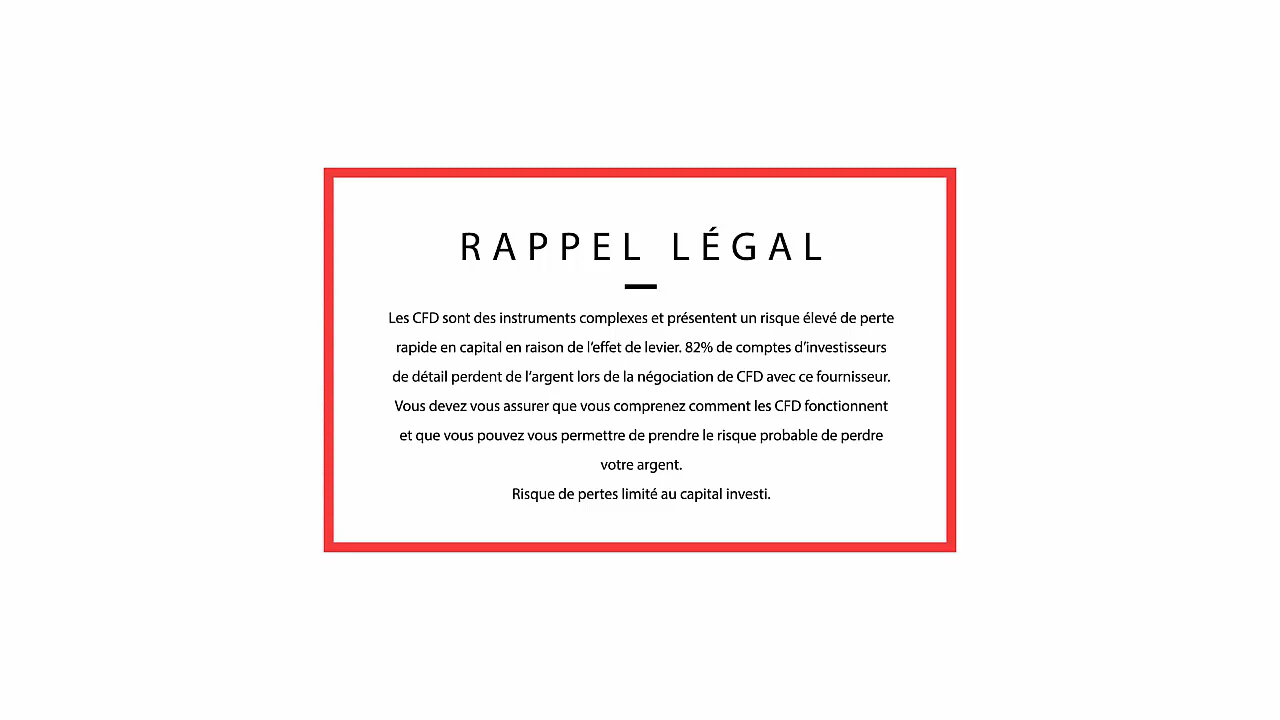 RAPPEL LÉGAL
Les CFD sont des instruments complexes et présentent un risque élevé de perte
rapide en capital en raison de l'effet de levier. 82% de comptes d'investisseurs
de détail perdent de l'argent lors de la négociation de CFD avec ce fournisseur.
Vous devez vous assurer que vous comprenez comment les CFD fonctionnent
et que vous pouvez vous permettre de prendre le risque probable de perdre
votre argent.
Risque de pertes limité au capital investi.